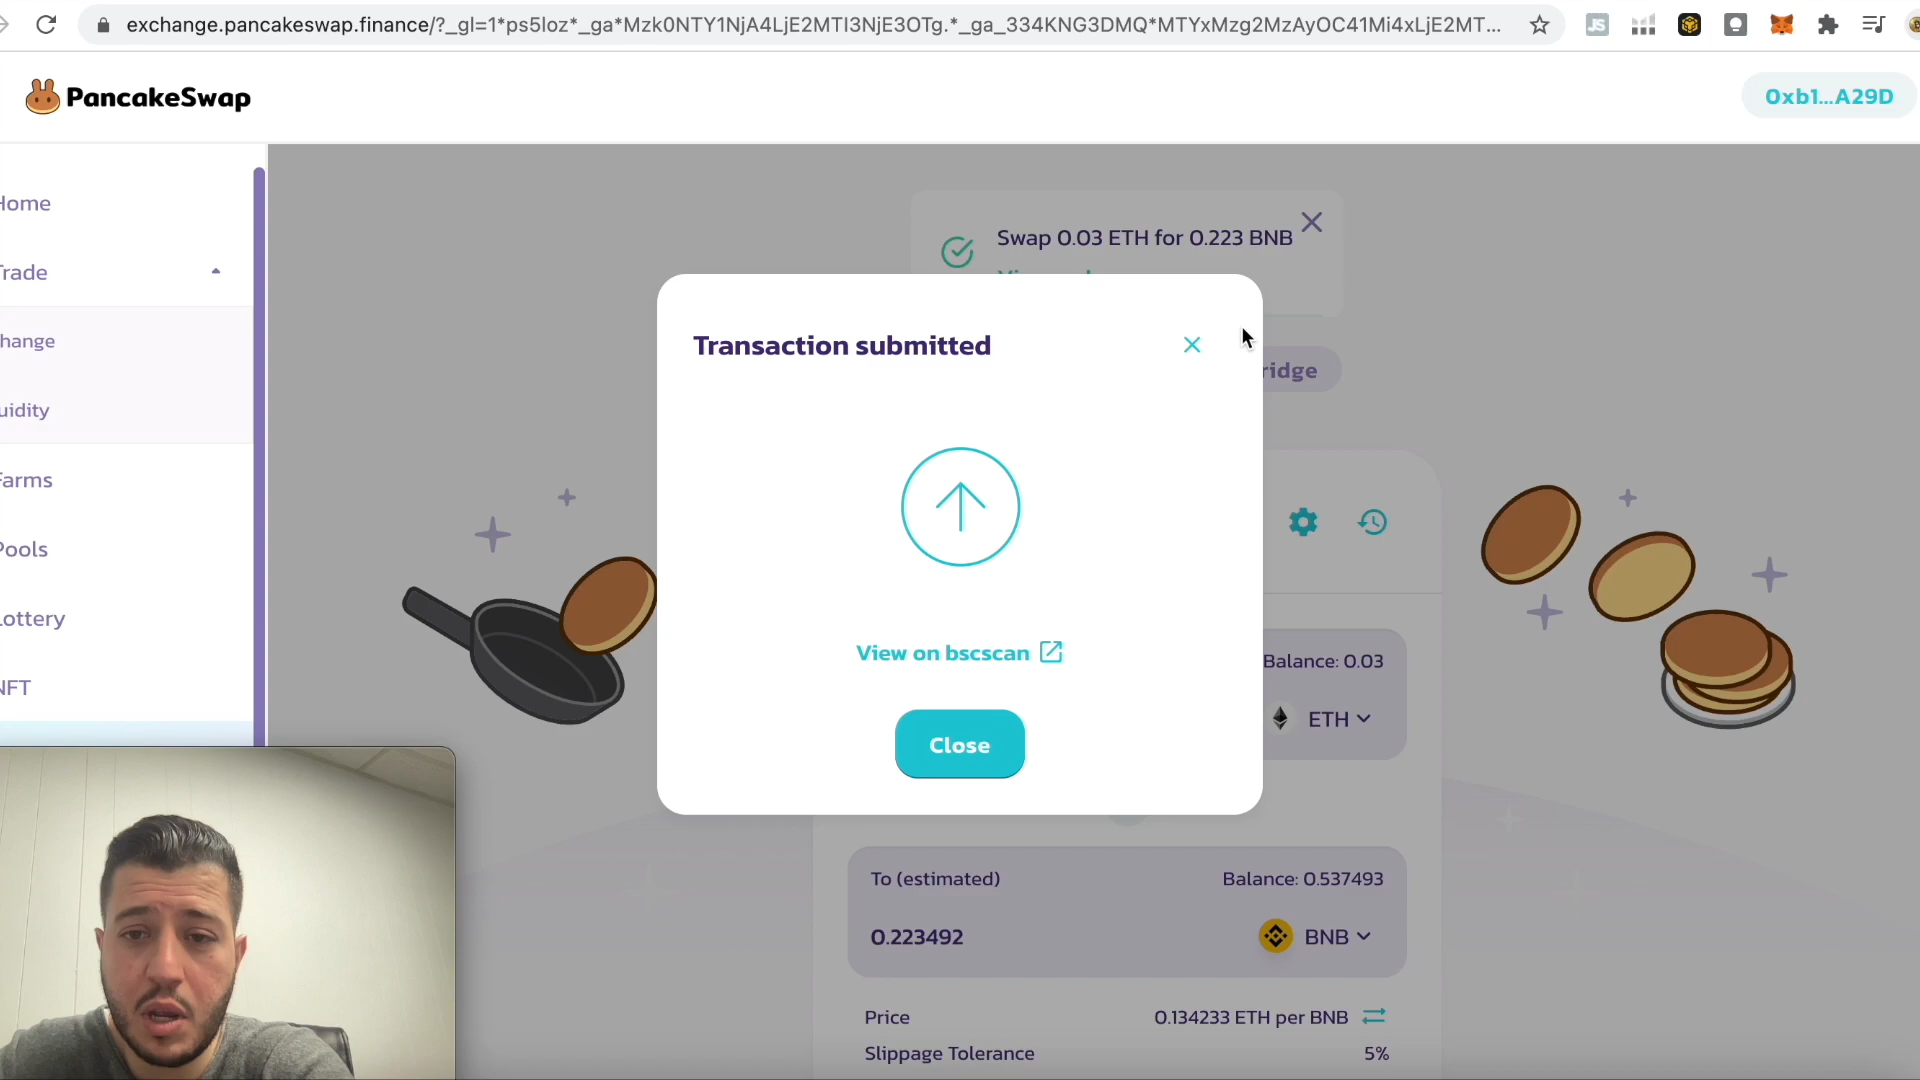 exchange.pancakeswap.finance/?_gl=1*ps5loz*_ga*Mzk0NTY1NjA4LjE2MTI3NjE3OTg.*_ga_334KNG3DMQ*MTYxMzg2MzAyOC41Mi4xLjE2MT...
JS
PancakeSwap
0xb1...A29D
Home
Trade
hange
uidity
Farms
Pools
Lottery
NFT
Swap 0.03 ETH for 0.223 BNB
ridge
Transaction submitted
View on bscscan
Close
Balance: 0.03
ETH
To (estimated)
Balance: 0.537493
0.223492
BNB
Price
0.134233 ETH per BNB
Slippage Tolerance
5%